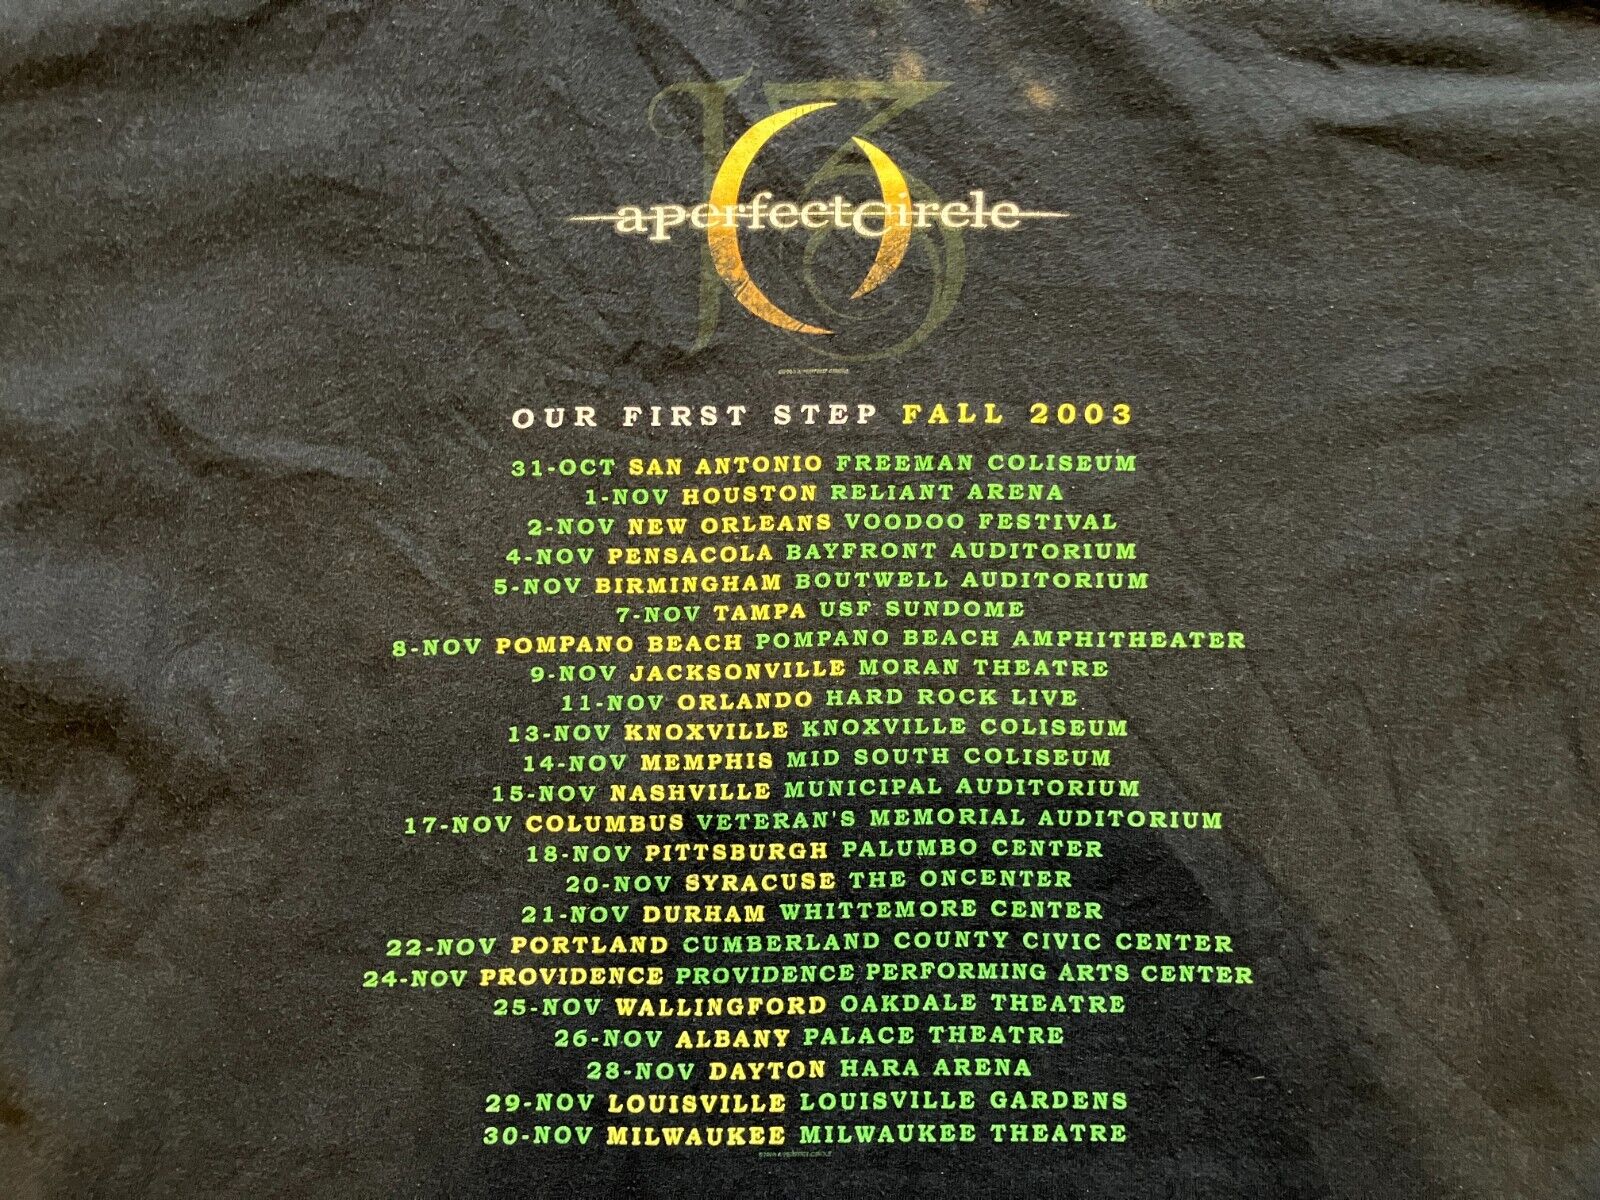 13
aPerfectCircle
OUR FIRST STEP FALL 2003
31-OCT SAN ANTONIO FREEMAN COLISEUM
1-NOV HOUSTON RELIANT ARENA
2-NOV NEW ORLEANS VOODOO FESTIVAL
4-NOV PENSACOLA BAYFRONT AUDITORIUM
5-NOV BIRMINGHAM BOUTWELL AUDITORIUM
7-NOV TAMPA USF SUNDOME
8-NOV POMPANO BEACH POMPANO BEACH AMPHITHEATER
9-NOV JACKSONVILLE MORAN THEATRE
11-NOV ORLANDO HARD ROCK LIVE
13-NOV KNOXVILLE KNOXVILLE COLISEUM
14-NOV MEMPHIS MID SOUTH COLISEUM
15-NOV NASHVILLE MUNICIPAL AUDITORIUM
17-NOV COLUMBUS VETERAN'S MEMORIAL AUDITORIUM
18-NOV PITTSBURGH PALUMBO CENTER
20-NOV SYRACUSE THE ONCENTER
21-NOV DURHAM WHITTEMORE CENTER
22-NOV PORTLAND CUMBERLAND COUNTY CIVIC CENTER
24-NOV PROVIDENCE PROVIDENCE PERFORMING ARTS CENTER
25-NOV WALLINGFORD OAKDALE THEATRE
26-NOV ALBANY PALACE THEATRE
28-NOV DAYTON HARA ARENA
29-NOV LOUISVILLE LOUISVILLE GARDENS
30-NOV MILWAUKEE MILWAUKEE THEATRE